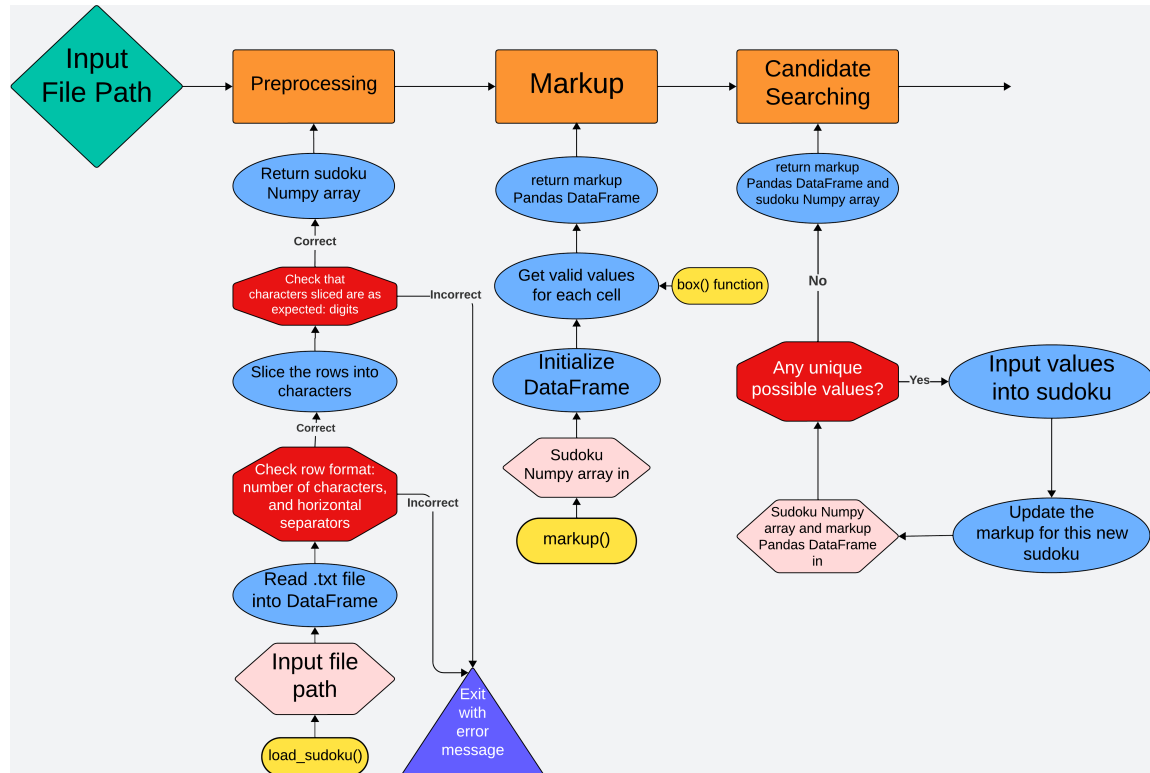 Input
File Path
Preprocessing
Markup
Candidate
Searching
Return sudoku
Numpy array
Correct
Check that
characters sliced are as
expected: digits
Incorrect
Slice the rows into
characters
Correct
Check row format:
number of characters,
and horizontal
separators
Incorrect
Read .txt file
into DataFrame
Input file
path
load_sudoku()
Exit
with
error
message
return markup
Pandas DataFrame
Get valid values
for each cell
box() function
Initialize
DataFrame
Sudoku
Numpy array in
markup()
return markup
Pandas DataFrame and
sudoku Numpy array
No
Any unique
possible values?
Yes
Input values
into sudoku
Sudoku Numpy
array and markup
Pandas DataFrame
in
Update the
markup for this new
sudoku